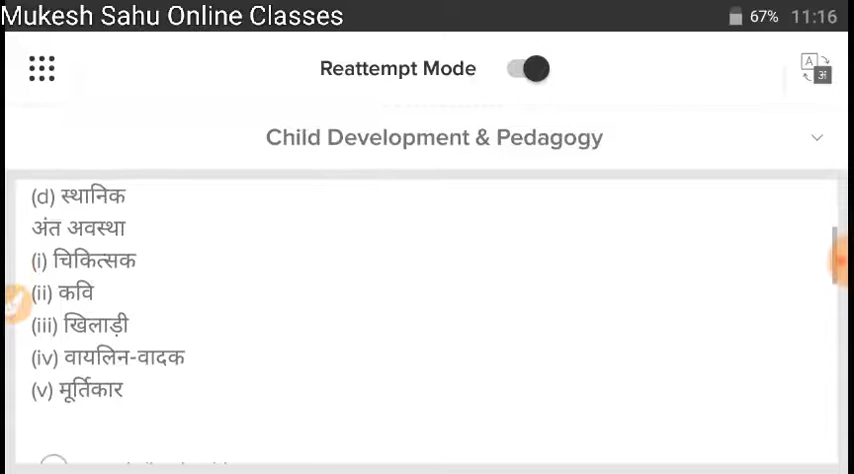 Mukesh Sahu Online Classes
67% 11:16
Reattempt Mode
A
अ
Child Development & Pedagogy
(d) स्थानिक
अंत अवस्था
(i) चिकित्सक
(ii) कवि
(iii) खिलाड़ी
(iv) वायलिन-वादक
(v) मूर्तिकार